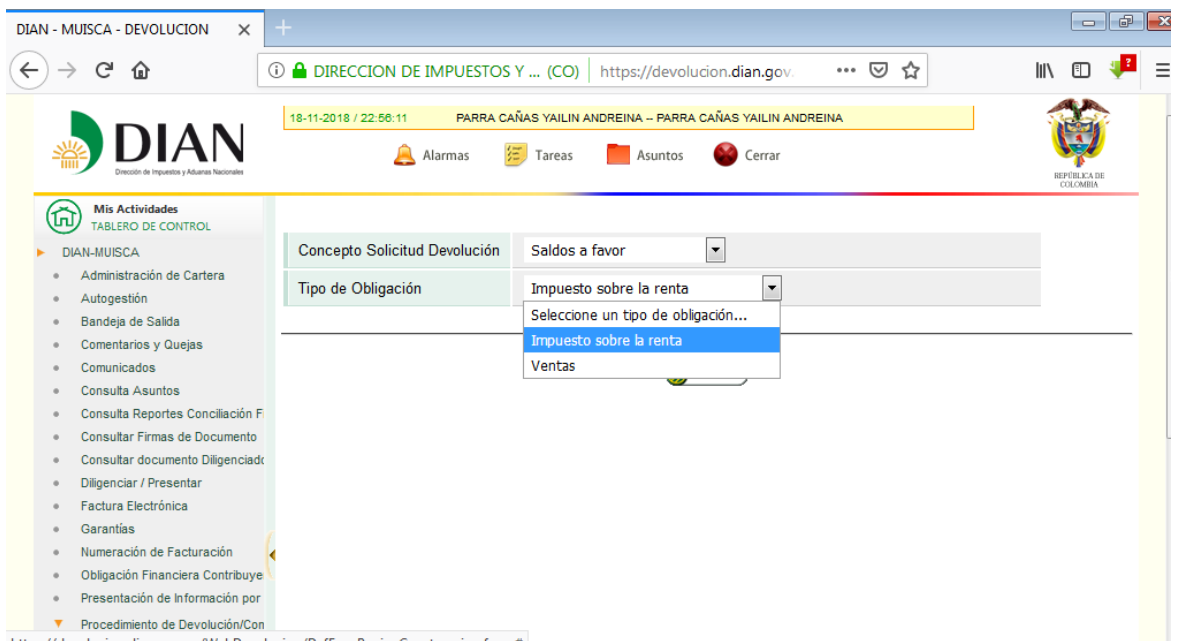 DIAN - MUISCA - DEVOLUCION
DIRECCION DE IMPUESTOS Y ... (CO) https://devolucion.dian.gov.
18-11-2018 / 22:56:11 PARRA CAÑAS YAILIN ANDREINA -- PARRA CAÑAS YAILIN ANDREINA
DIAN
Dirección de Impuestos y Aduanas Nacionales
Alarmas Tareas Asuntos Cerrar
REPÚBLICA DE
COLOMBIA
Mis Actividades
TABLERO DE CONTROL
DIAN-MUISCA
Administración de Cartera
Autogestión
Bandeja de Salida
Comentarios y Quejas
Comunicados
Consulta Asuntos
Consulta Reportes Conciliación F
Consultar Firmas de Documento
Consultar documento Diligenciado
Diligenciar / Presentar
Factura Electrónica
Garantías
Numeración de Facturación
Obligación Financiera Contribuye
Presentación de Información por
Procedimiento de Devolución/Con
Concepto Solicitud Devolución Saldos a favor
Tipo de Obligación Impuesto sobre la renta
Seleccione un tipo de obligación...
Impuesto sobre la renta
Ventas